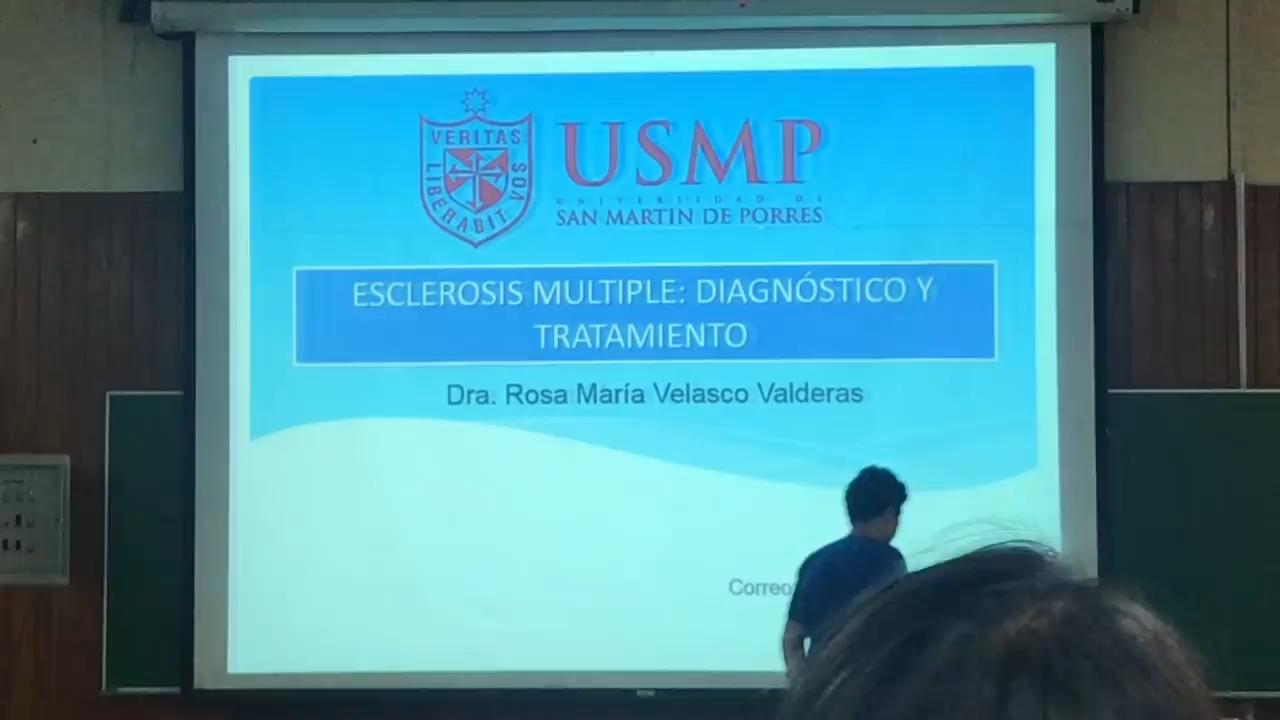 VERITAS
LIBERABIT VOS
USMP
UNIVERSIDAD DE
SAN MARTIN DE PORRES
ESCLEROSIS MULTIPLE: DIAGNÓSTICO Y
TRATAMIENTO
Dra. Rosa María Velasco Valderas
Correo: